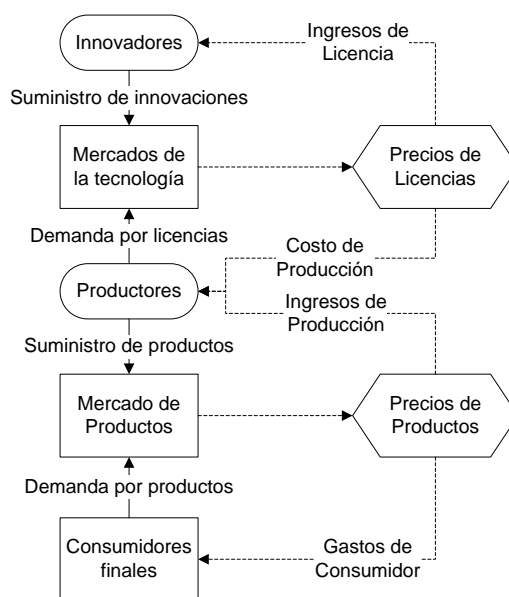 Innovadores
Ingresos de
Licencia
Suministro de innovaciones
Mercados de
la tecnología
Precios de
Licencias
Demanda por licencias
Costo de
Producción
Productores
Ingresos de
Producción
Suministro de productos
Mercado de
Productos
Precios de
Productos
Demanda por productos
Consumidores
finales
Gastos de
Consumidor